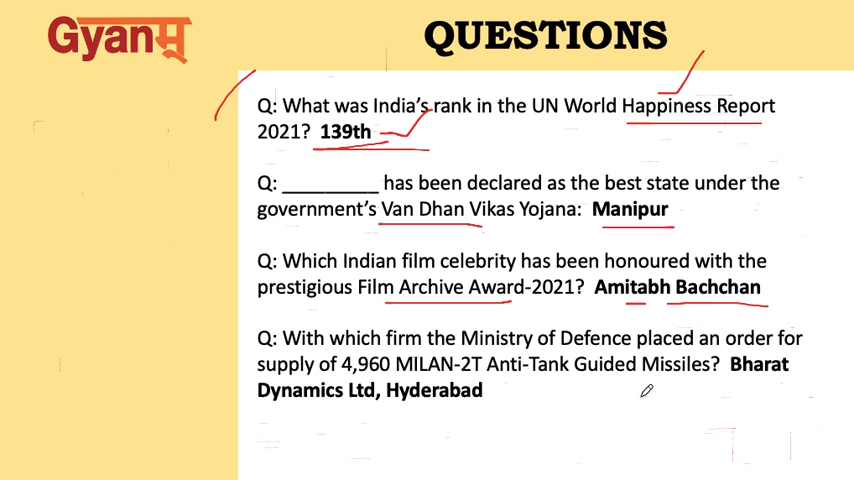 Gyanम्
QUESTIONS
Q: What was India's rank in the UN World Happiness Report
2021? 139th
Q: _________ has been declared as the best state under the
government's Van Dhan Vikas Yojana: Manipur
Q: Which Indian film celebrity has been honoured with the
prestigious Film Archive Award-2021? Amitabh Bachchan
Q: With which firm the Ministry of Defence placed an order for
supply of 4,960 MILAN-2T Anti-Tank Guided Missiles? Bharat
Dynamics Ltd, Hyderabad